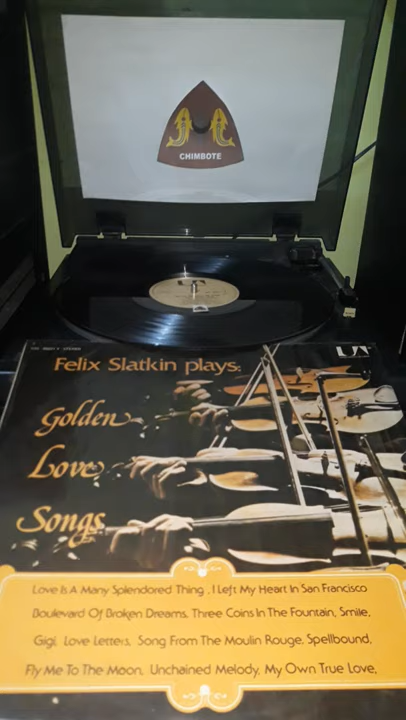 CHIMBOTE
Felix Slatkin plays:
Golden
Love
Songs
Love Is A Many Splendored Thing , I Left My Heart In San Francisco
Boulevard Of Broken Dreams, Three Coins In The Fountain, Smile,
Gigi, Love Letters, Song From The Moulin Rouge, Spellbound,
Fly Me To The Moon, Unchained Melody, My Own True Love,